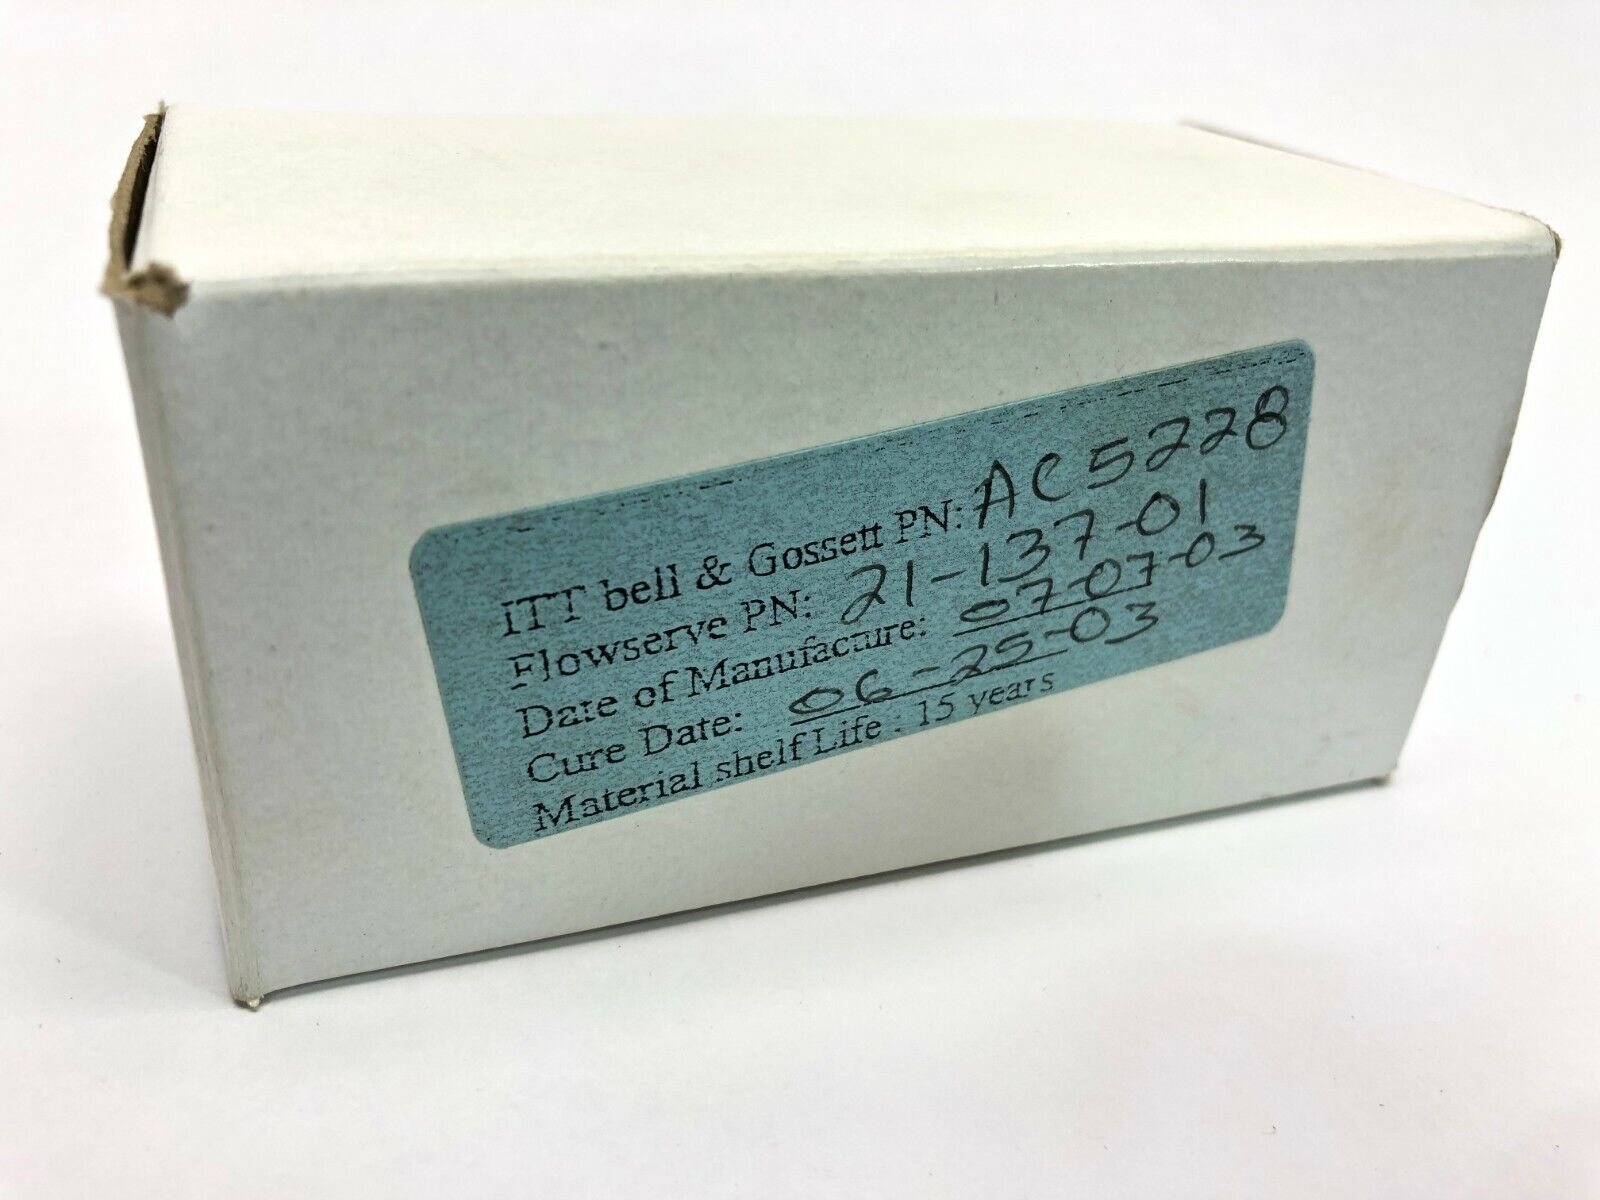 ITT bell & Gossett PN: AC5228
Flowserve PN: 21-137-01
Date of Manufacture: 07-07-03
Cure Date: 06-25-03
Material shelf Life : 15 years